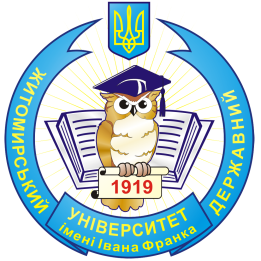 ЖИТОМИРСЬКИЙ
ДЕРЖАВНИЙ
УНІВЕРСИТЕТ
імені Івана Франка
1919